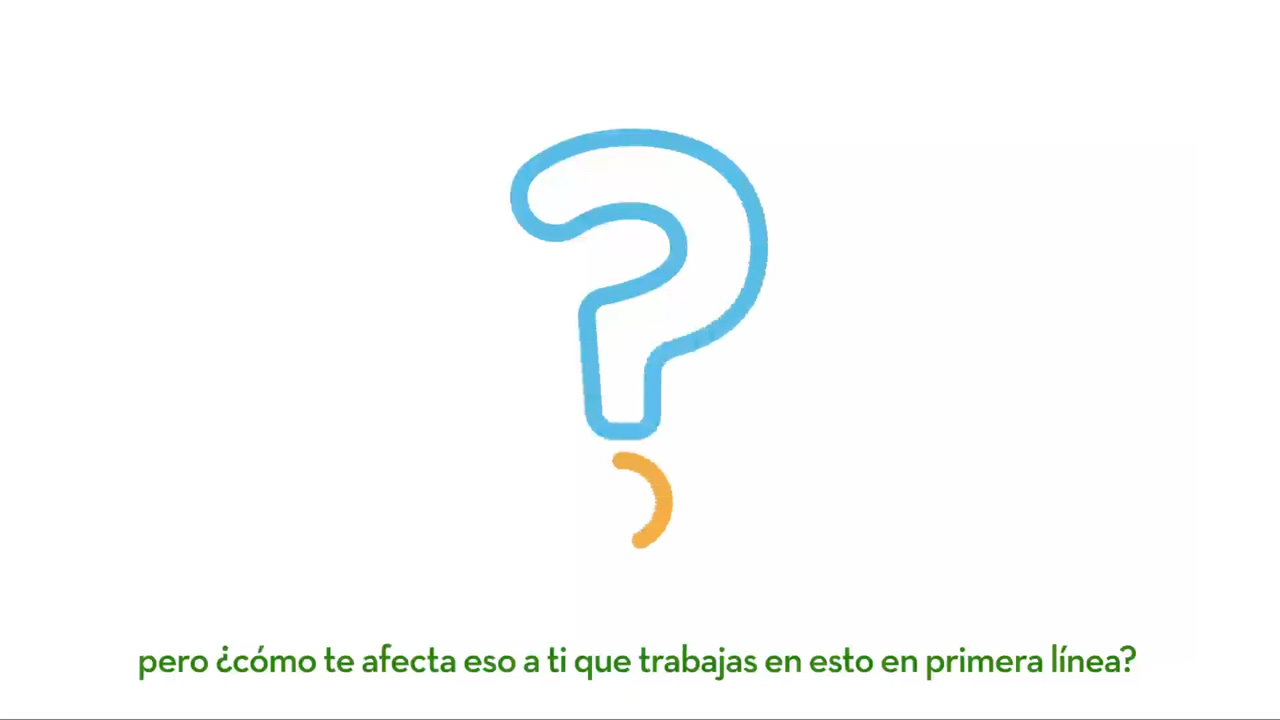 pero ¿cómo te afecta eso a ti que trabajas en esto en primera línea?